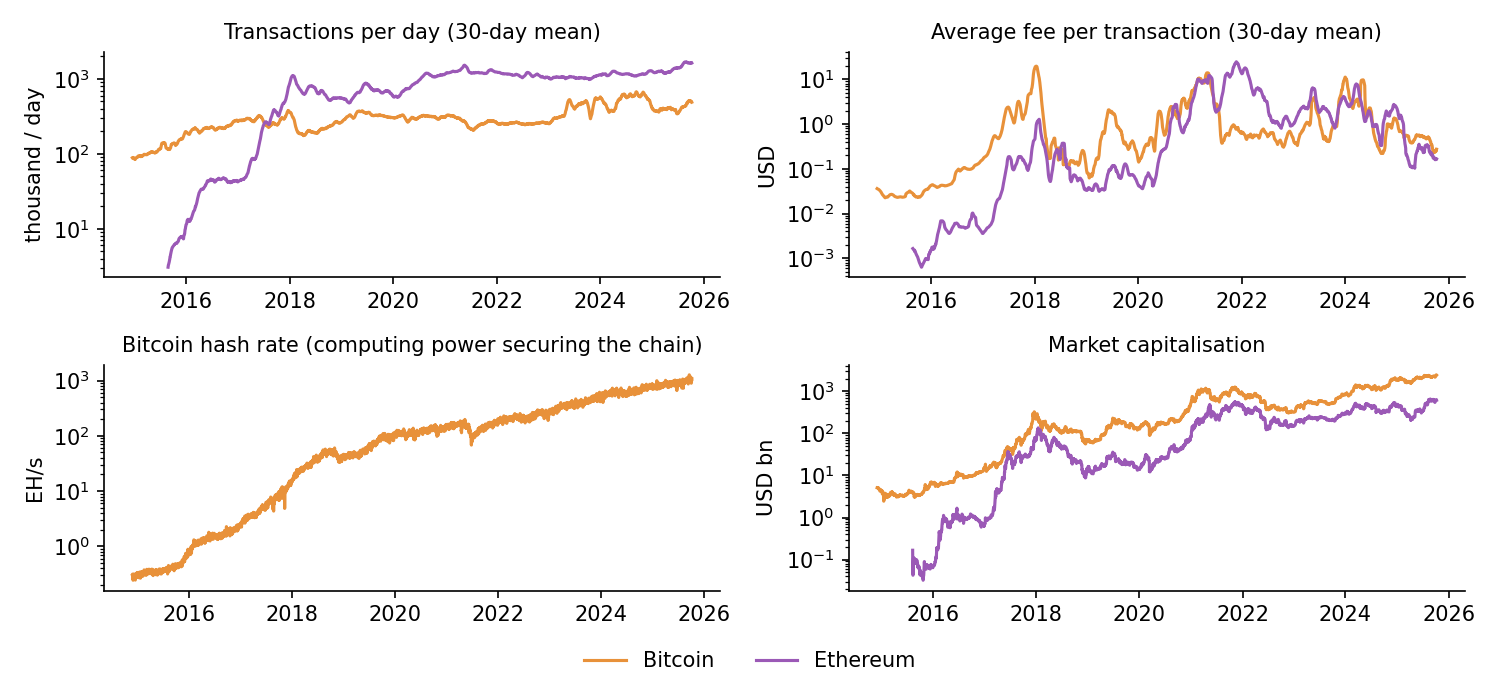 Transactions per day (30-day mean)
thousand / day
10³
10²
10¹
2016 2018 2020 2022 2024 2026
Average fee per transaction (30-day mean)
USD
10¹
10⁰
10⁻¹
10⁻²
10⁻³
2016 2018 2020 2022 2024 2026
Bitcoin hash rate (computing power securing the chain)
EH/s
10³
10²
10¹
10⁰
2016 2018 2020 2022 2024 2026
Market capitalisation
USD bn
10³
10²
10¹
10⁰
10⁻¹
2016 2018 2020 2022 2024 2026
Bitcoin Ethereum